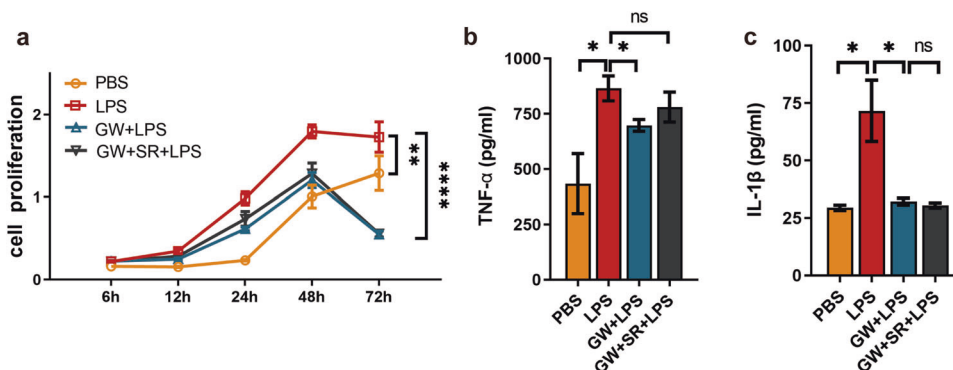 a
cell proliferation
2
1
0
6h
12h
24h
48h
72h
PBS
LPS
GW+LPS
GW+SR+LPS
**
****
b
TNF-α (pg/ml)
1000
750
500
250
0
*
*
ns
PBS
LPS
GW+LPS
GW+SR+LPS
c
IL-1β (pg/ml)
100
75
50
25
0
*
*
ns
PBS
LPS
GW+LPS
GW+SR+LPS